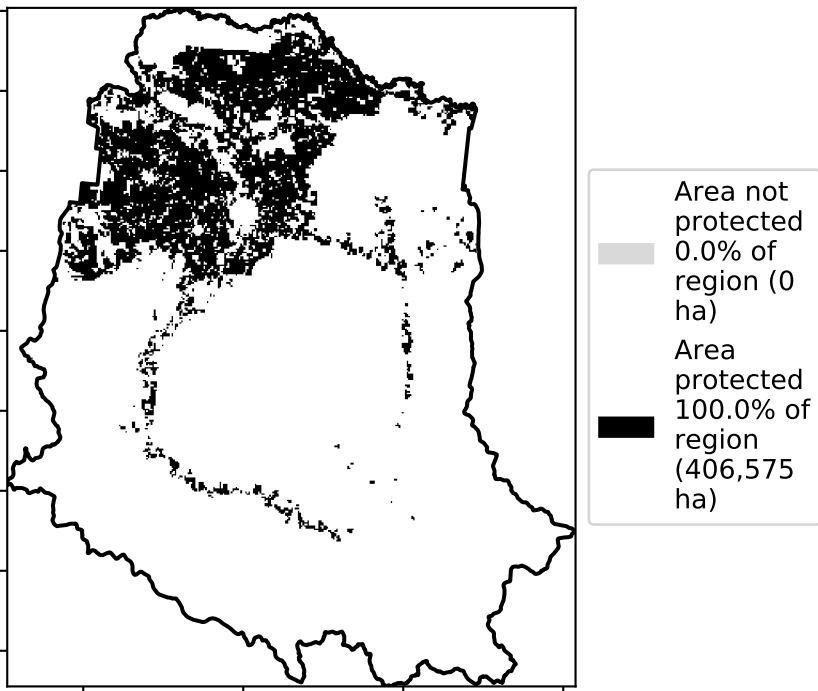 Area not
protected
0.0% of
region (0
ha)
Area
protected
100.0% of
region
(406,575
ha)